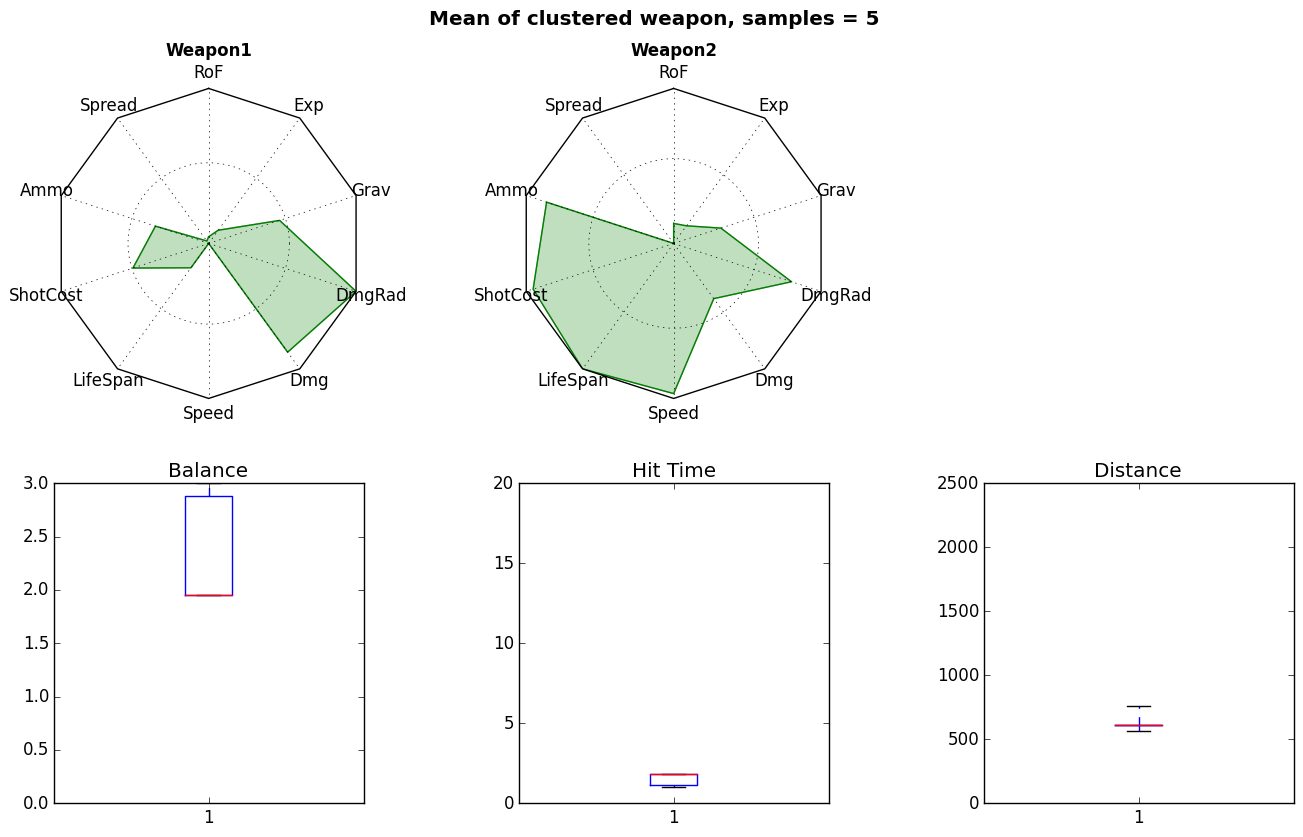 Mean of clustered weapon, samples = 5
Weapon1
RoF
Spread
Exp
Ammo
Grav
ShotCost
DmgRad
LifeSpan
Dmg
Speed
Weapon2
RoF
Spread
Exp
Ammo
Grav
ShotCost
DmgRad
LifeSpan
Dmg
Speed
Balance
3.0
2.5
2.0
1.5
1.0
0.5
0.0
1
Hit Time
20
15
10
5
0
1
Distance
2500
2000
1500
1000
500
0
1